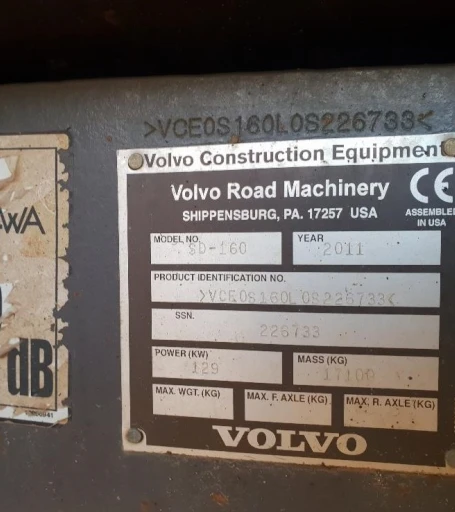 >VCE0S160L0S226733<
Volvo Construction Equipment
Volvo Road Machinery
CE
SHIPPENSBURG, PA. 17257 USA
ASSEMBLED
IN USA
MODEL NO.
SD-160
YEAR
2011
PRODUCT IDENTIFICATION NO.
>VCE0S160L0S226733<
SSN.
226733
POWER (KW)
129
MASS (KG)
17100
MAX. WGT. (KG)
MAX. F. AXLE (KG)
MAX. R. AXLE (KG)
VOLVO
WA
dB